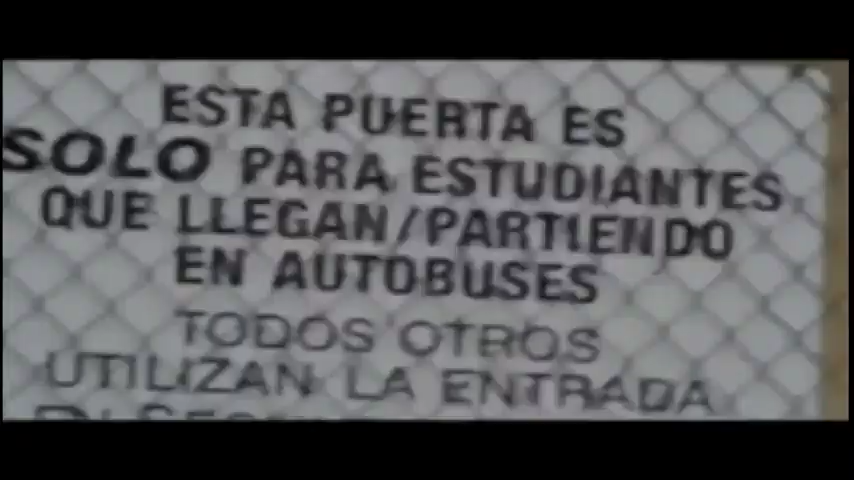 ESTA PUERTA ES
SOLO PARA ESTUDIANTES
QUE LLEGAN/PARTIENDO
EN AUTOBUSES
TODOS OTROS
UTILIZAN LA ENTRADA